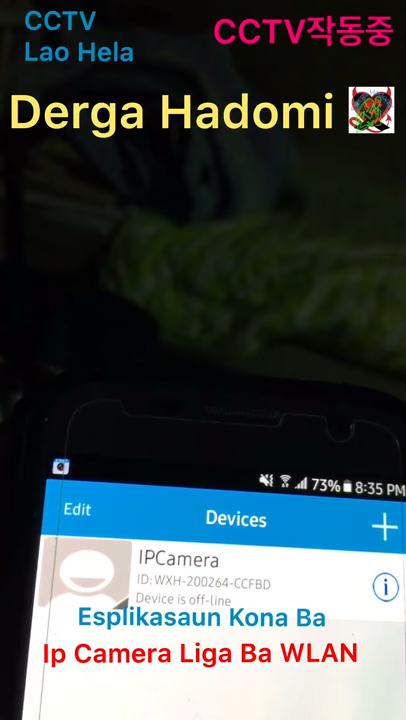 CCTV
Lao Hela
CCTV작동중
Derga Hadomi
73% 8:35 PM
Edit
Devices
IPCamera
ID: WXH-200264-CCFBD
Device is off-line
Esplikasaun Kona Ba
Ip Camera Liga Ba WLAN